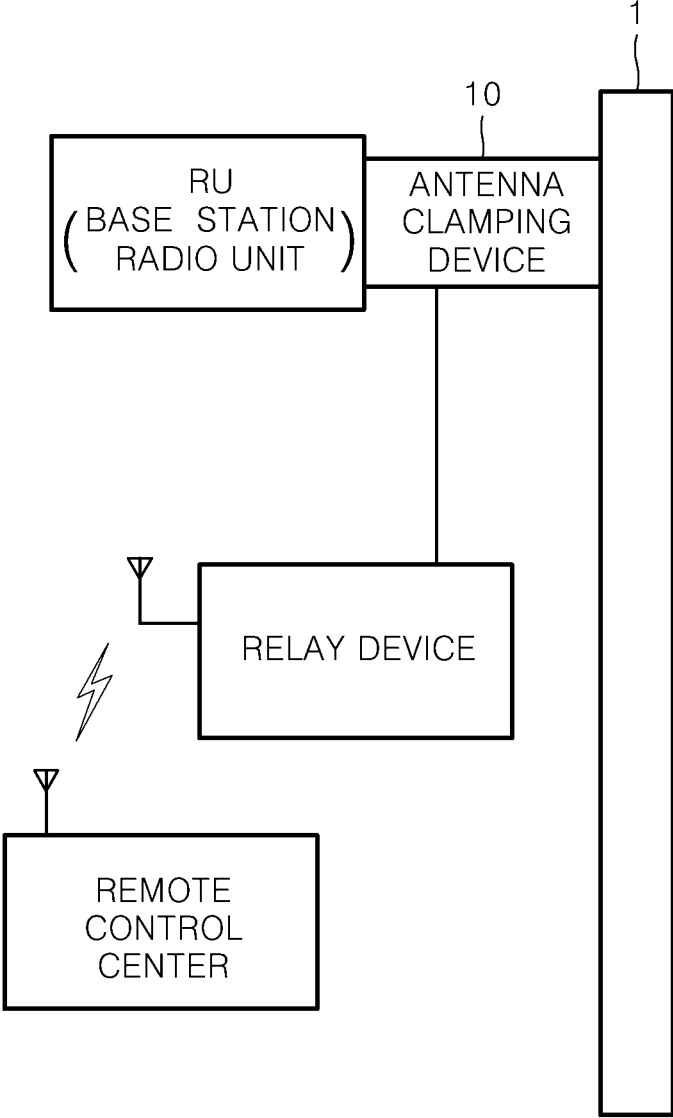 1
10
RU
(BASE STATION
RADIO UNIT)
ANTENNA
CLAMPING
DEVICE
RELAY DEVICE
REMOTE
CONTROL
CENTER